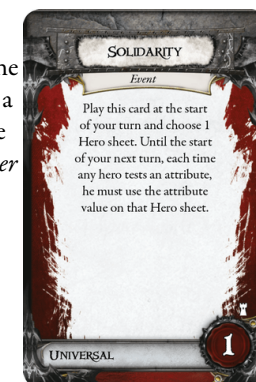 SOLIDARITY
Event
ne
a
e
er
Play this card at the start
of your turn and choose 1
Hero sheet. Until the start
of your next turn, each time
any hero tests an attribute,
he must use the attribute
value on that Hero sheet.
UNIVERSAL
1